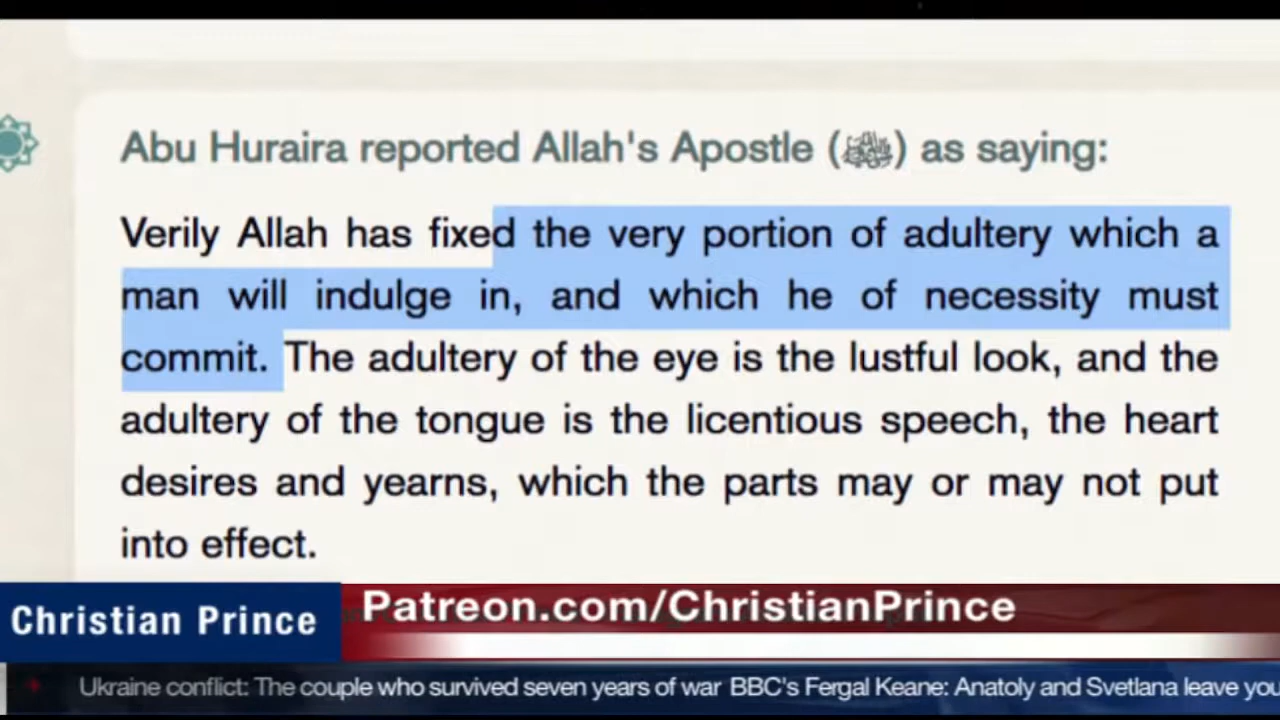 Abu Huraira reported Allah's Apostle (ﷺ) as saying:
Verily Allah has fixed the very portion of adultery which a
man will indulge in, and which he of necessity must
commit. The adultery of the eye is the lustful look, and the
adultery of the tongue is the licentious speech, the heart
desires and yearns, which the parts may or may not put
into effect.
Christian Prince
Patreon.com/ChristianPrince
Ukraine conflict: The couple who survived seven years of war BBC's Fergal Keane: Anatoly and Svetlana leave you